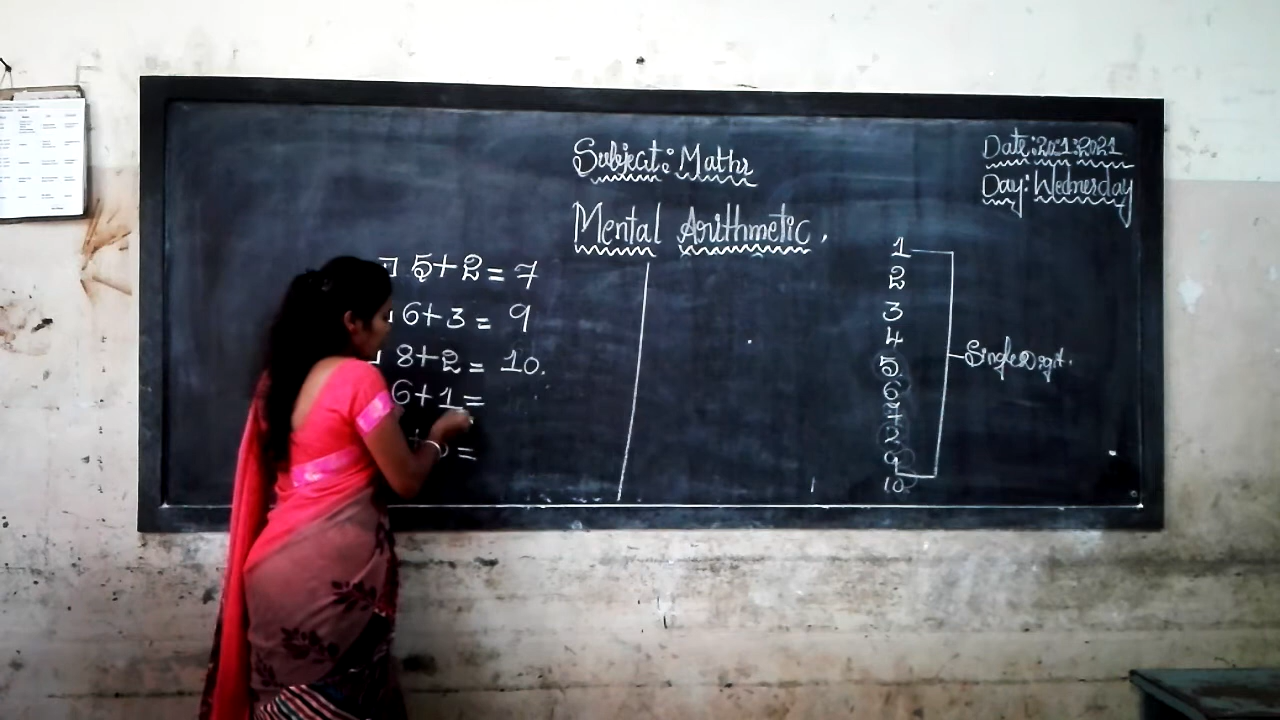 Subject: Maths
Date:20:1:2021
Day: Wednesday
Mental Arithmetic.
5+2=7
6+3=9
8+2=10.
6+1=
=
1
2
3
4
5
6
7
9
10
Single Digit.